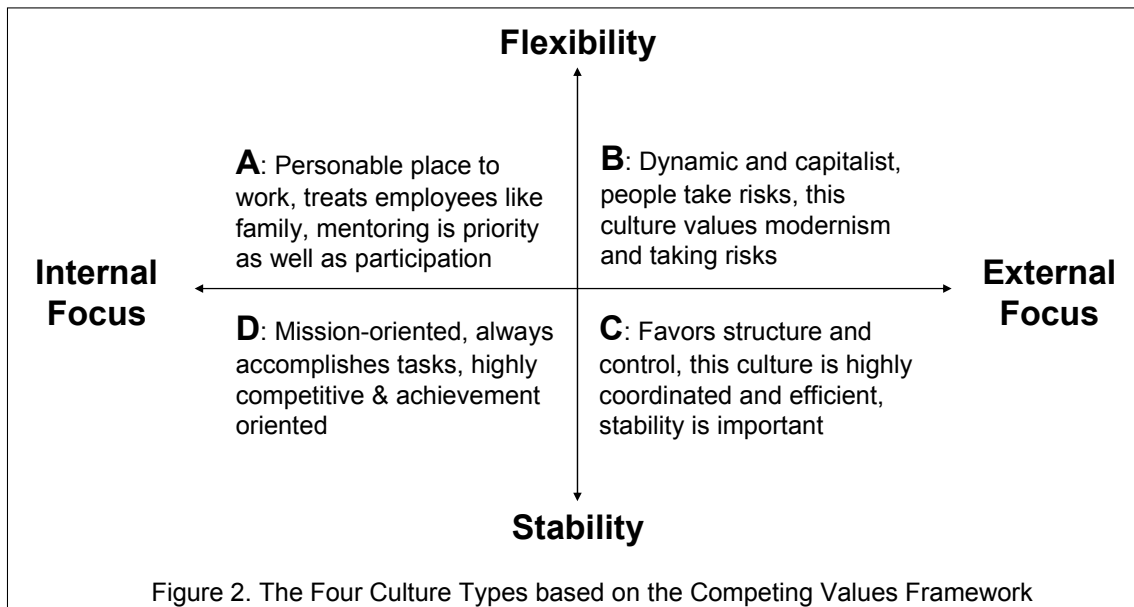 Flexibility
A: Personable place to
work, treats employees like
family, mentoring is priority
as well as participation
B: Dynamic and capitalist,
people take risks, this
culture values modernism
and taking risks
Internal
Focus
External
Focus
D: Mission-oriented, always
accomplishes tasks, highly
competitive & achievement
oriented
C: Favors structure and
control, this culture is highly
coordinated and efficient,
stability is important
Stability
Figure 2. The Four Culture Types based on the Competing Values Framework